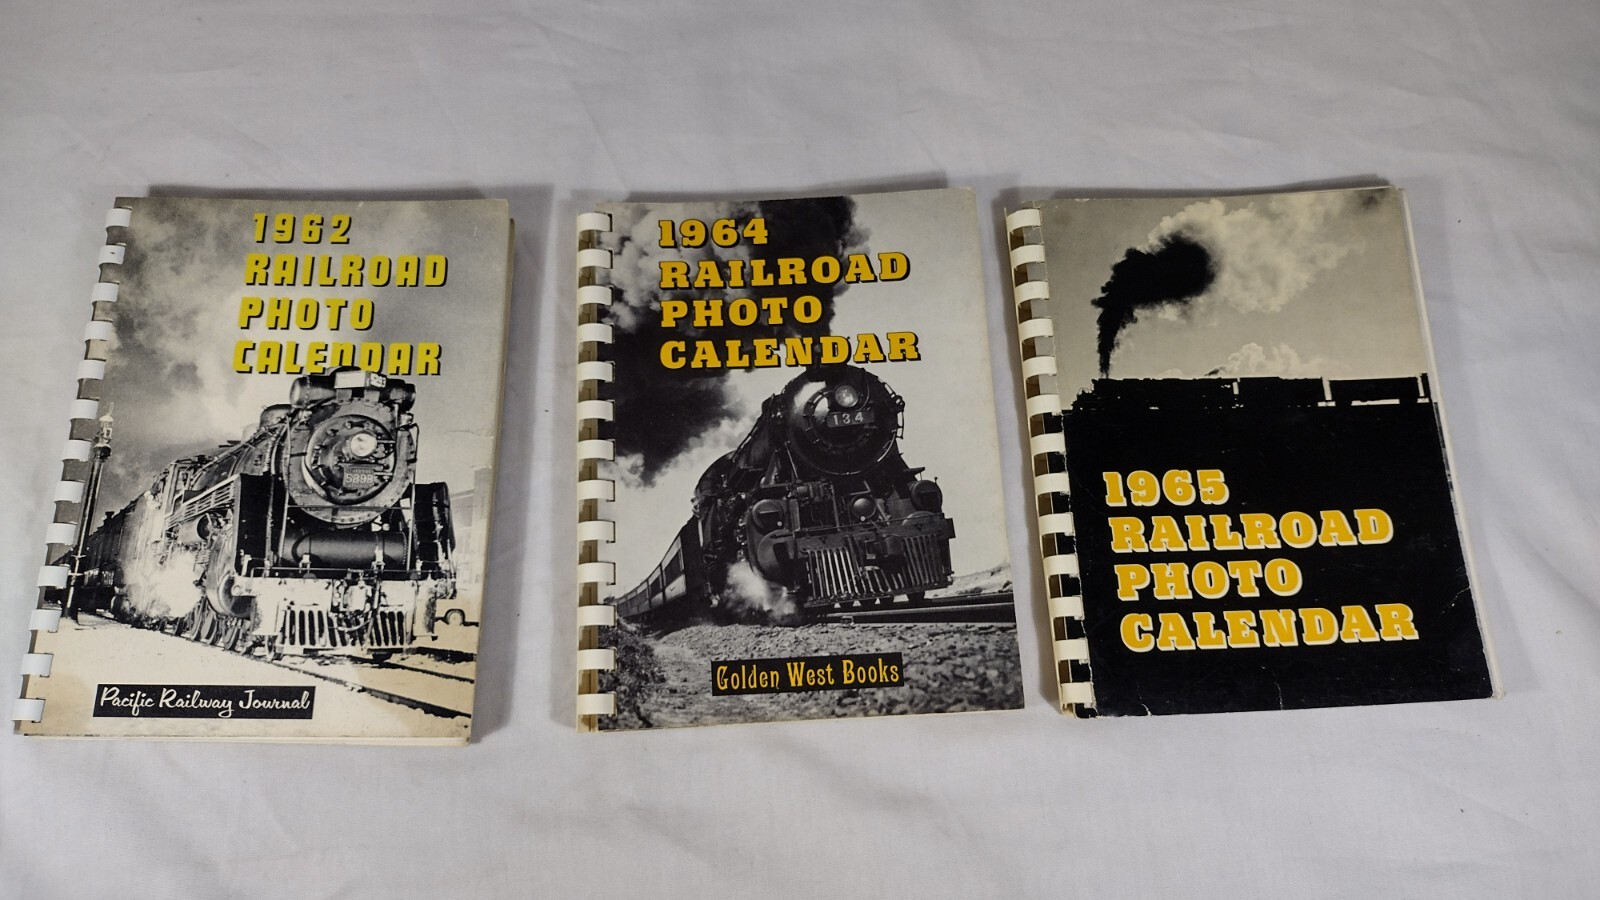 1962
RAILROAD
PHOTO
CALENDAR
Pacific Railway Journal
1964
RAILROAD
PHOTO
CALENDAR
134
Golden West Books
1965
RAILROAD
PHOTO
CALENDAR